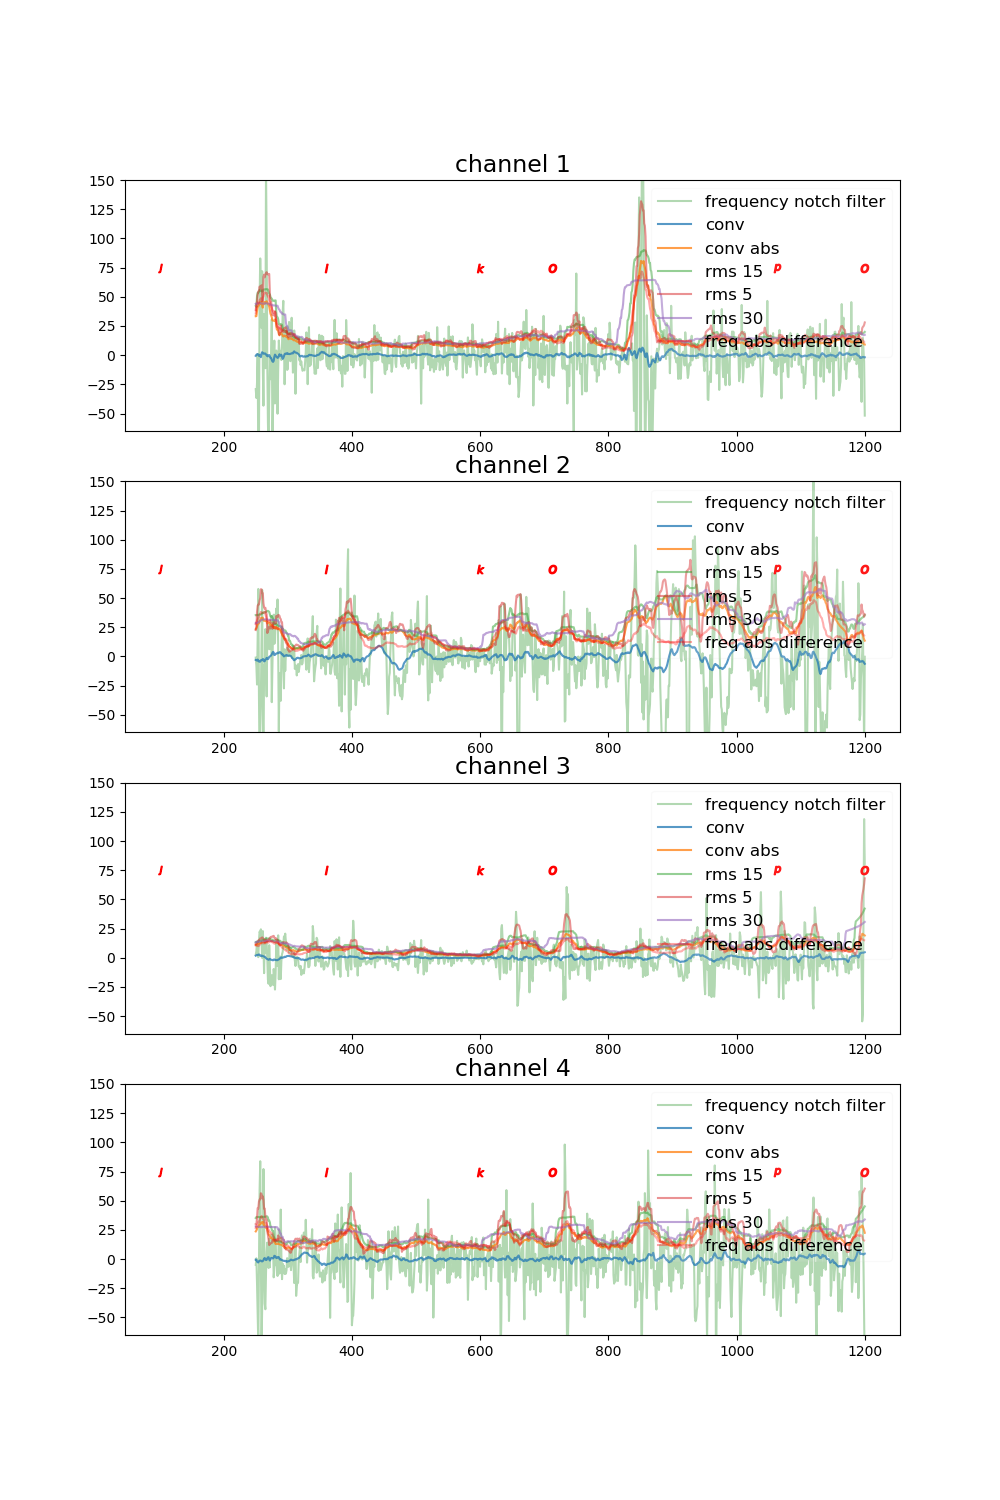 channel 1
150
125
100
75
50
25
0
−25
−50
J l k O p O
frequency notch filter
conv
conv abs
rms 15
rms 5
rms 30
freq abs difference
200 400 600 800 1000 1200
channel 2
150
125
100
75
50
25
0
−25
−50
J l k O p O
frequency notch filter
conv
conv abs
rms 15
rms 5
rms 30
freq abs difference
200 400 600 800 1000 1200
channel 3
150
125
100
75
50
25
0
−25
−50
J l k O p O
frequency notch filter
conv
conv abs
rms 15
rms 5
rms 30
freq abs difference
200 400 600 800 1000 1200
channel 4
150
125
100
75
50
25
0
−25
−50
J l k O p O
frequency notch filter
conv
conv abs
rms 15
rms 5
rms 30
freq abs difference
200 400 600 800 1000 1200